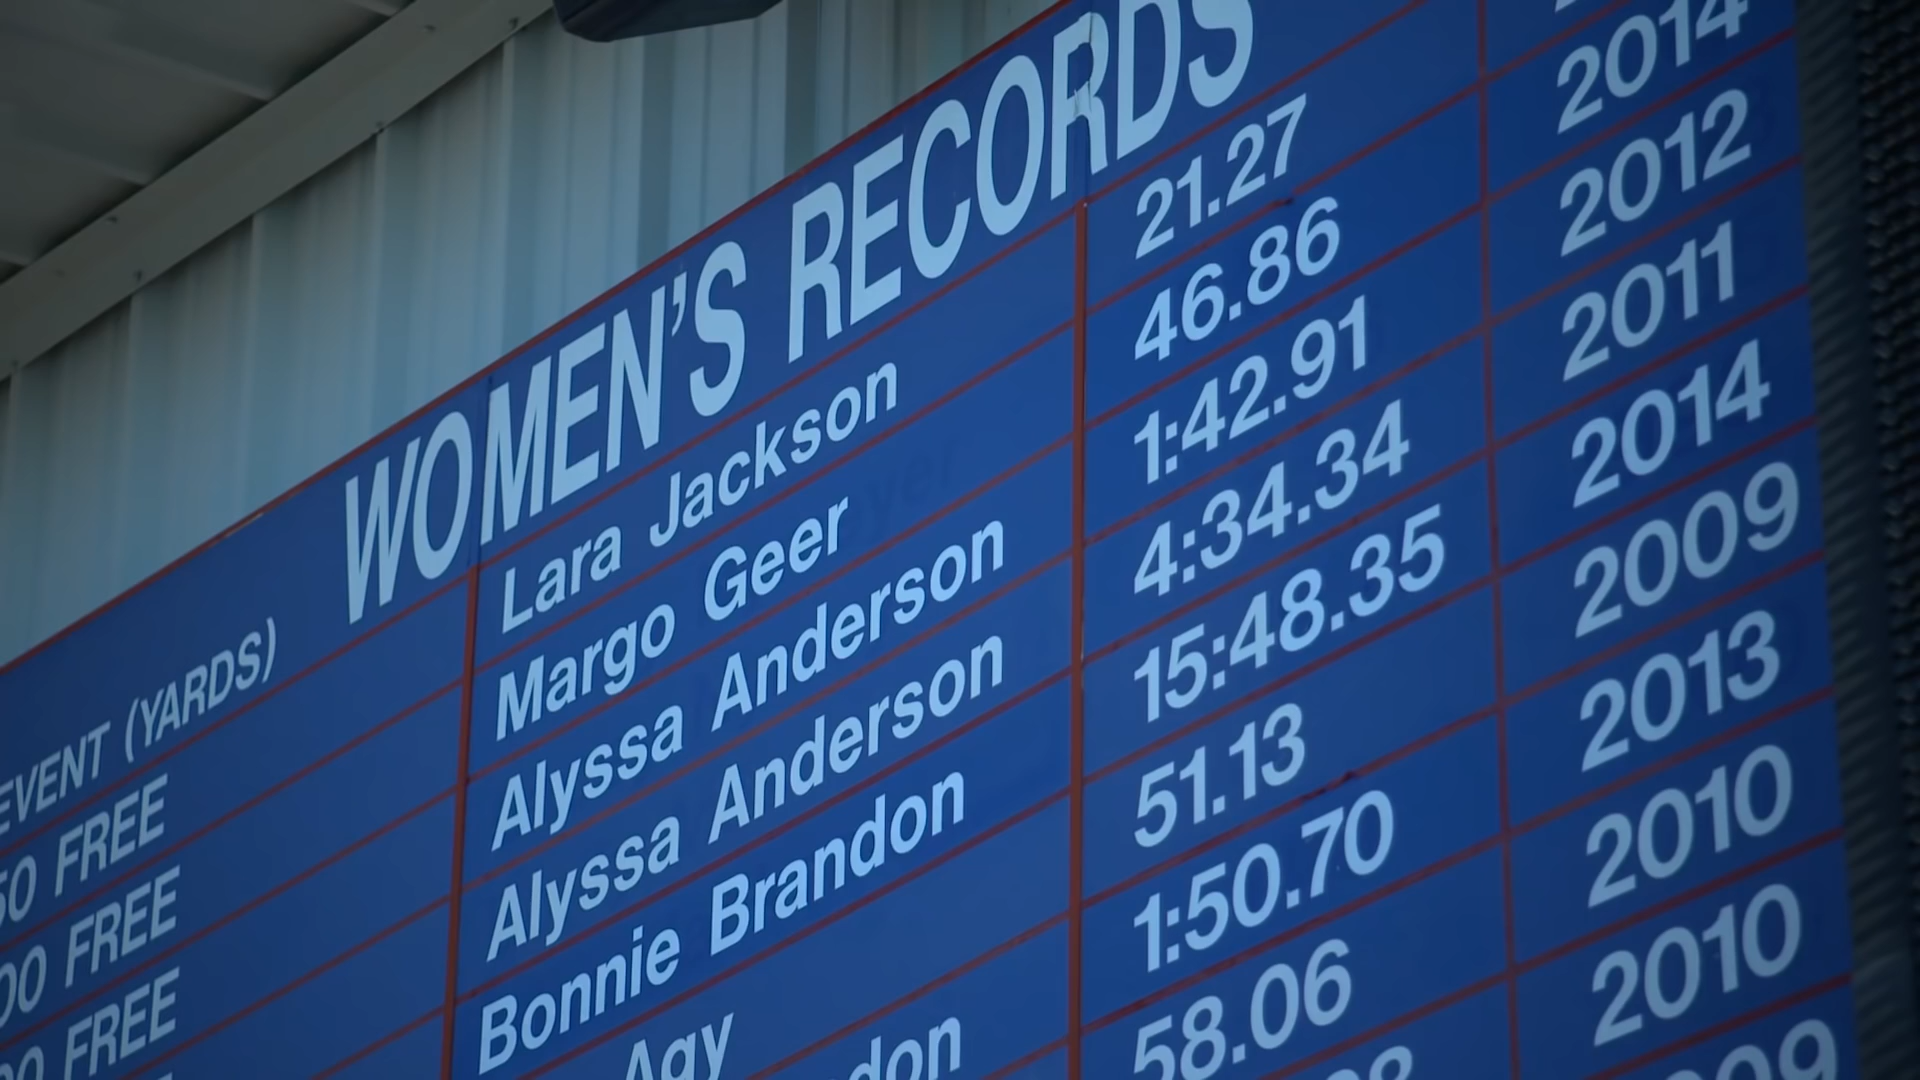 WOMEN'S RECORDS
EVENT (YARDS)
50 FREE Lara Jackson 21.27
00 FREE Margo Geer 46.86 2014
00 FREE Alyssa Anderson 1:42.91 2012
Alyssa Anderson 4:34.34 2011
Bonnie Brandon 15:48.35 2014
Agy 51.13 2009
don 1:50.70 2013
58.06 2010
2010